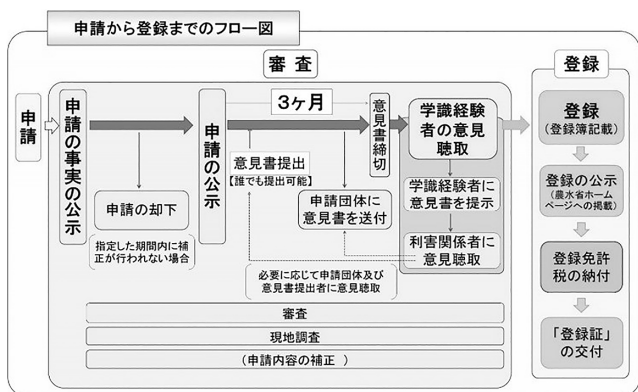 申請から登録までのフロー図
審査
登録
申請
申請の事実の公示
申請の却下
指定した期間内に補
正が行われない場合
申請の公示
3ヶ月
意見書提出
【誰でも提出可能】
申請団体に
意見書を送付
意見書締切
学識経験
者の意見
聴取
学識経験者に
意見書を提示
利害関係者に
意見聴取
必要に応じて申請団体及び
意見書提出者に意見聴取
審査
現地調査
(申請内容の補正 )
登録
(登録簿記載)
登録の公示
(農水省ホーム
ページへの掲載)
登録免許
税の納付
「登録証」
の交付